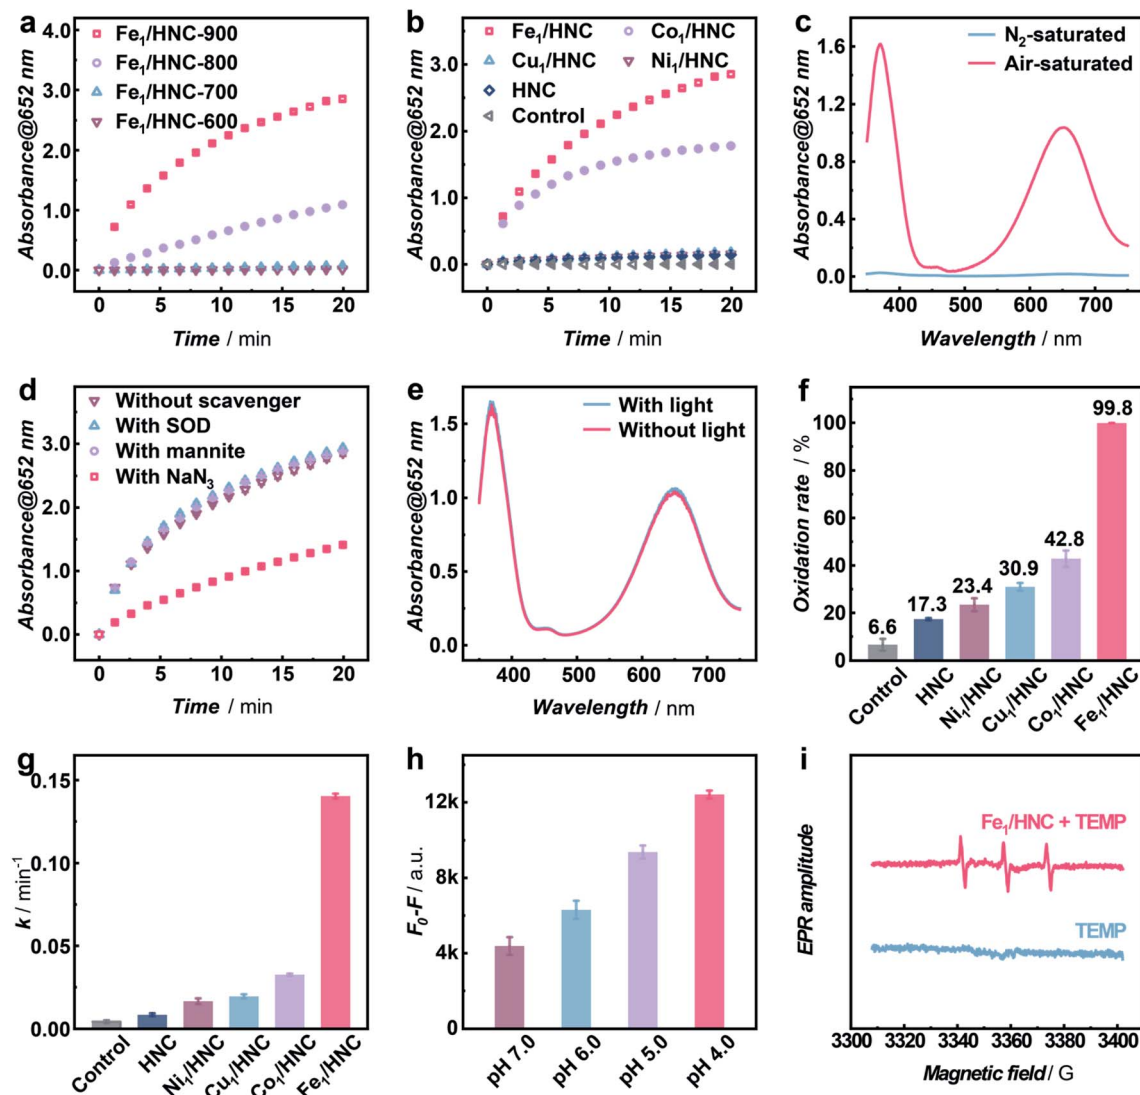 a
Absorbance@652 nm
4.0
3.0
2.0
1.0
0.0
Fe₁/HNC-900
Fe₁/HNC-800
Fe₁/HNC-700
Fe₁/HNC-600
0 5 10 15 20
Time / min
b
Absorbance@652 nm
3.0
2.0
1.0
0.0
Fe₁/HNC Co₁/HNC
Cu₁/HNC Ni₁/HNC
HNC
Control
0 5 10 15 20
Time / min
c
Absorbance@652 nm
1.6
1.2
0.8
0.4
0.0
N₂-saturated
Air-saturated
400 500 600 700
Wavelength / nm
d
Absorbance@652 nm
3.0
2.0
1.0
0.0
Without scavenger
With SOD
With mannite
With NaN₃
0 5 10 15 20
Time / min
e
Absorbance@652 nm
1.5
1.0
0.5
0.0
With light
Without light
400 500 600 700
Wavelength / nm
f
Oxidation rate / %
100
80
60
40
20
0
6.6
17.3
23.4
30.9
42.8
99.8
Control
HNC
Ni₁/HNC
Cu₁/HNC
Co₁/HNC
Fe₁/HNC
g
k / min⁻¹
0.15
0.10
0.05
0.00
Control
HNC
Ni₁/HNC
Cu₁/HNC
Co₁/HNC
Fe₁/HNC
h
F₀-F / a.u.
12k
8k
4k
0
pH 7.0
pH 6.0
pH 5.0
pH 4.0
i
EPR amplitude
Fe₁/HNC + TEMP
TEMP
3300 3320 3340 3360 3380 3400
Magnetic field / G